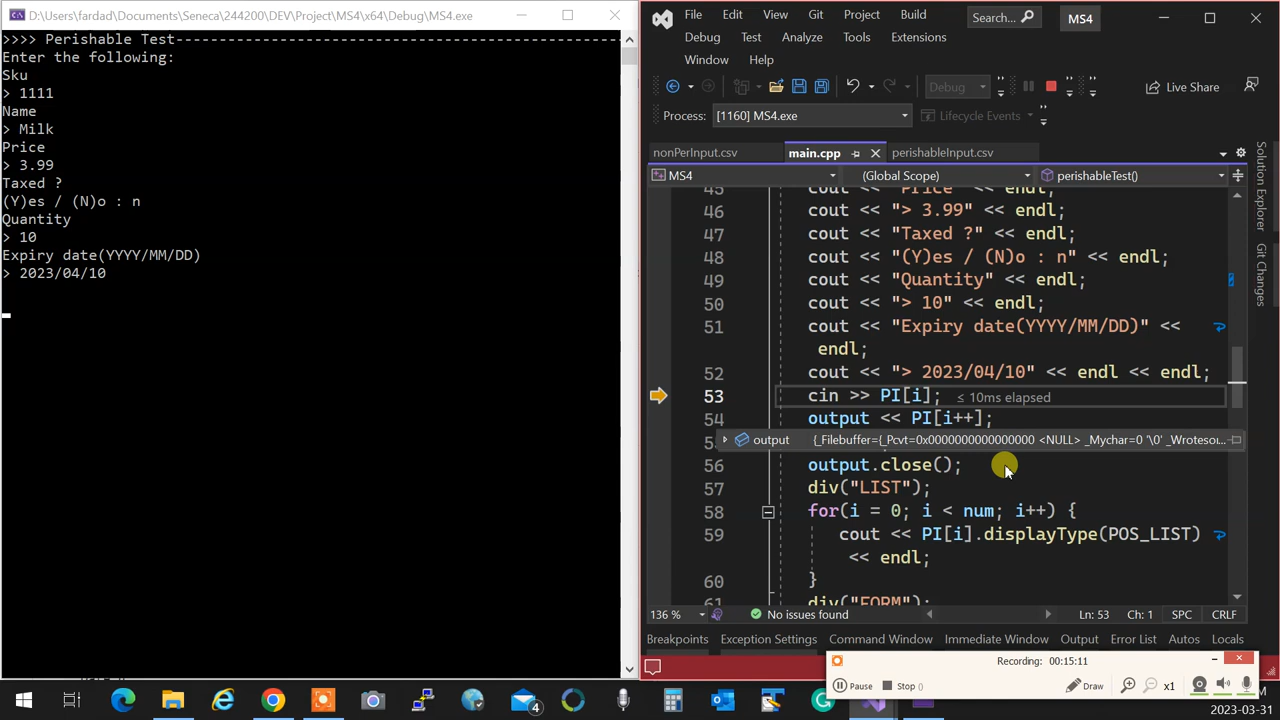 D:\Users\fardad\Documents\Seneca\244200\DEV\Project\MS4\x64\Debug\MS4.exe
>>>> Perishable Test------------------------------------------------
Enter the following:
Sku
> 1111
Name
> Milk
Price
> 3.99
Taxed ?
(Y)es / (N)o : n
Quantity
> 10
Expiry date(YYYY/MM/DD)
> 2023/04/10
File Edit View Git Project Build Search... MS4
Debug Test Analyze Tools Extensions
Window Help
Debug Live Share
Process: [1160] MS4.exe Lifecycle Events
nonPerInput.csv main.cpp perishableInput.csv
MS4 (Global Scope) perishableTest()
45 cout << "Price" << endl;
46 cout << "> 3.99" << endl;
47 cout << "Taxed ?" << endl;
48 cout << "(Y)es / (N)o : n" << endl;
49 cout << "Quantity" << endl;
50 cout << "> 10" << endl;
51 cout << "Expiry date(YYYY/MM/DD)" <<
endl;
52 cout << "> 2023/04/10" << endl << endl;
53 cin >> PI[i]; ≤ 10ms elapsed
54 output << PI[i++];
output {_Filebuffer={_Pcvt=0x0000000000000000 <NULL> _Mychar=0 '\0' _Wrotesou...
56 output.close();
57 div("LIST");
58 for(i = 0; i < num; i++) {
59 cout << PI[i].displayType(POS_LIST)
<< endl;
60 }
61 div("FORM");
136 % No issues found Ln: 53 Ch: 1 SPC CRLF
Breakpoints Exception Settings Command Window Immediate Window Output Error List Autos Locals
Solution Explorer
Git Changes
Recording: 00:15:11
Pause Stop Draw x1
4
M
2023-03-31